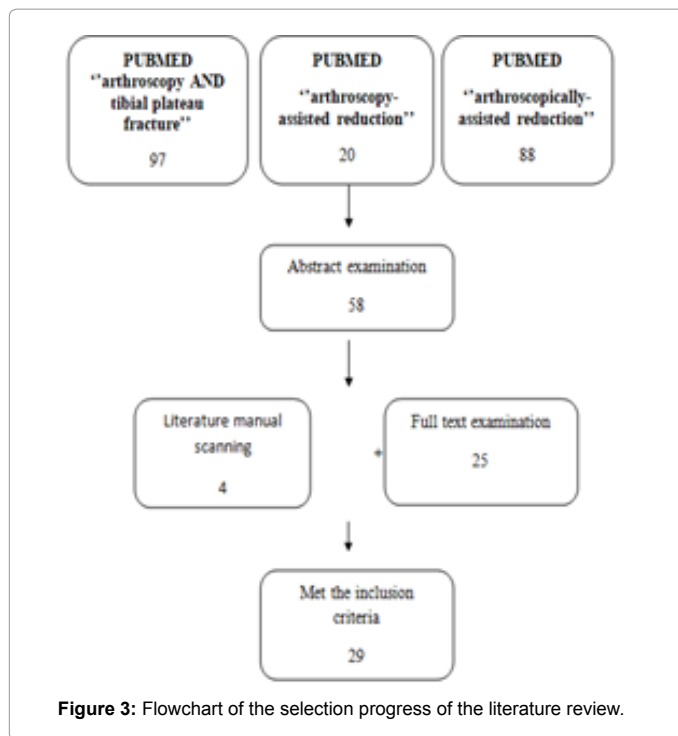 PUBMED
‘’arthroscopy AND
tibial plateau
fracture’’
97
PUBMED
‘’arthroscopy-
assisted reduction’’
20
PUBMED
‘’arthroscopically-
assisted reduction’’
88
Abstract examination
58
Literature manual
scanning
4
+
Full text examination
25
Met the inclusion
criteria
29
Figure 3: Flowchart of the selection progress of the literature review.